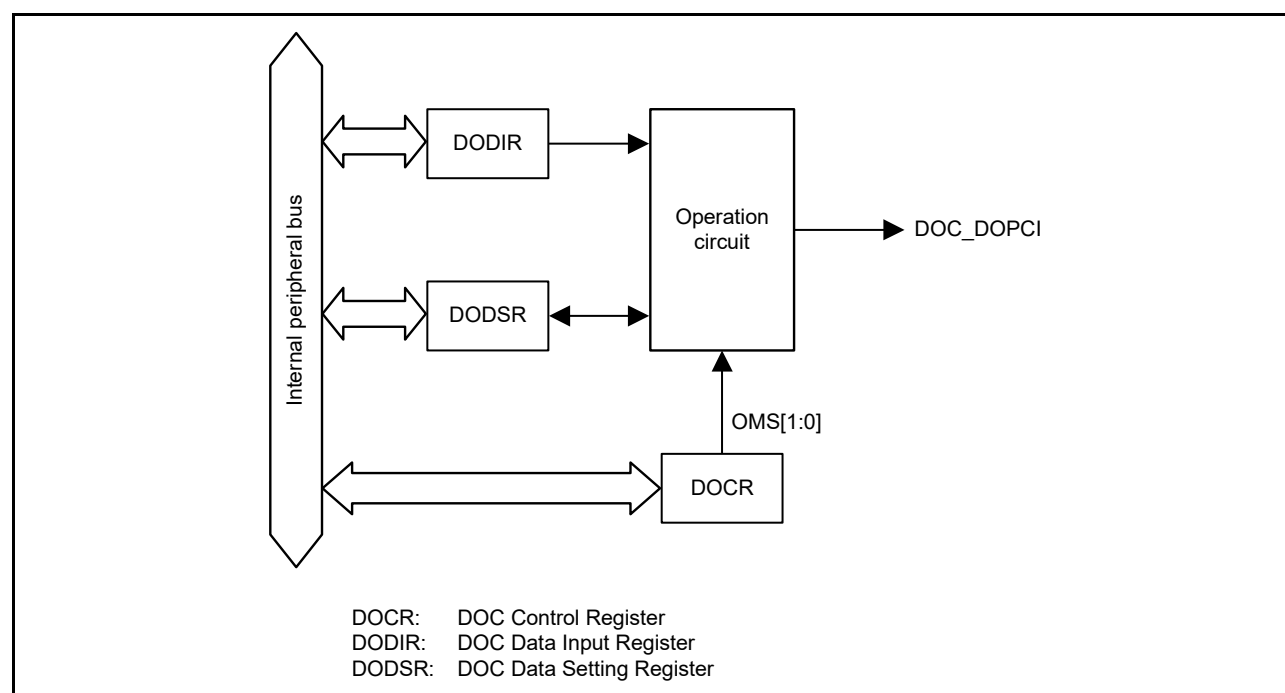 Internal peripheral bus
DODIR
Operation
circuit
DOC_DOPCI
DODSR
OMS[1:0]
DOCR
DOCR: DOC Control Register
DODIR: DOC Data Input Register
DODSR: DOC Data Setting Register